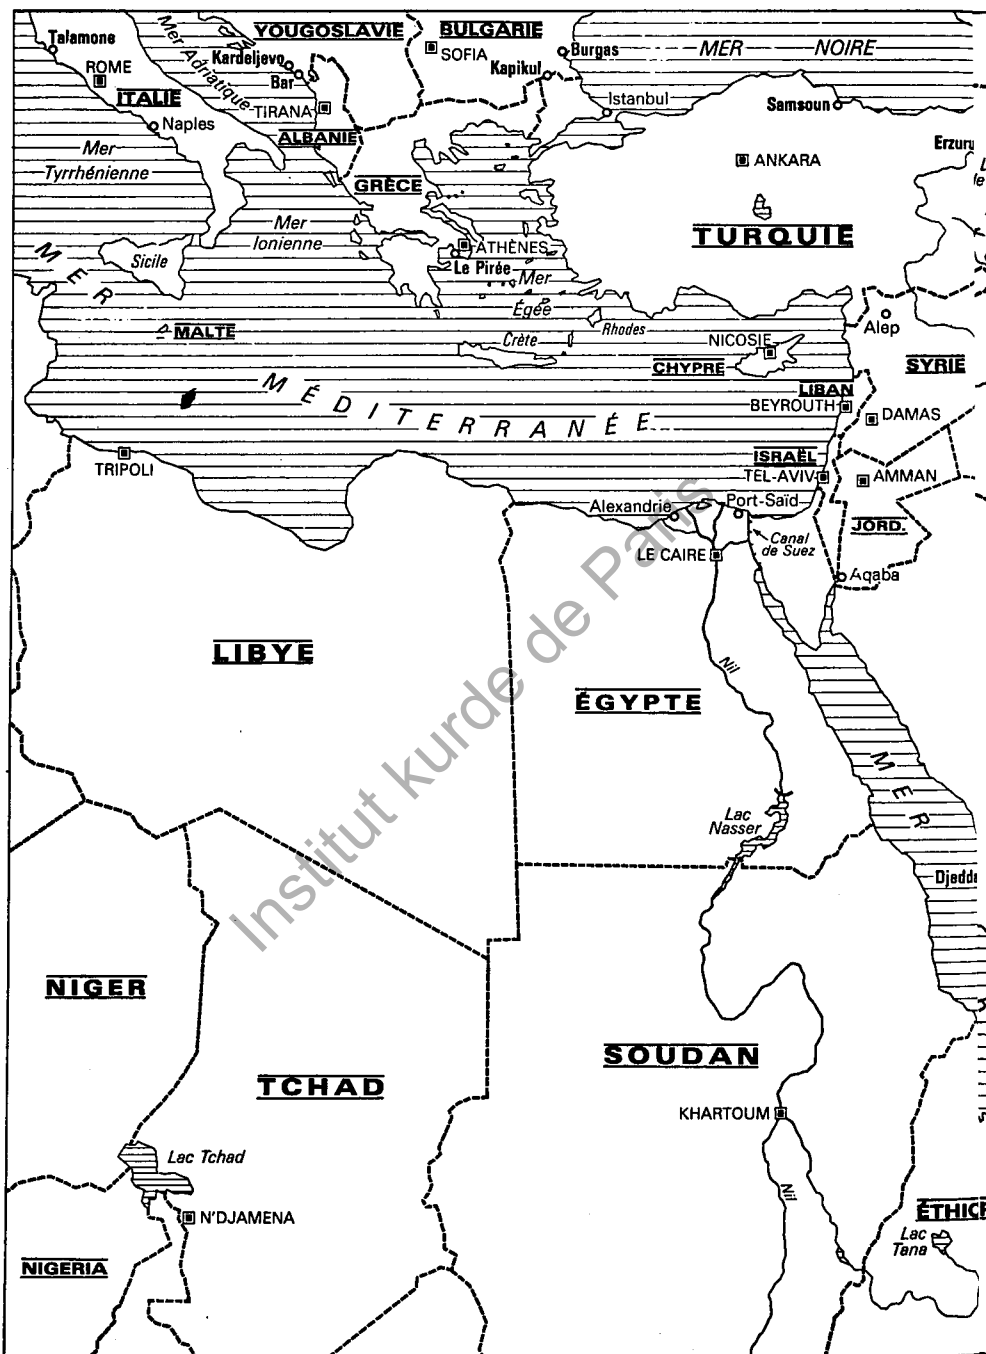 YOUGOSLAVIE
BULGARIE
Talamone
Mer Adriatique
Kardeljevo
Bar
SOFIA
Burgas
MER NOIRE
ROME
Kapikul
ITALIE
TIRANA
Istanbul
Samsoun
Naples
ALBANIE
Mer
Tyrrhénienne
ANKARA
Erzuru
GRÈCE
Mer
Ionienne
TURQUIE
ATHÈNES
Le Pirée
Sicile
MER
Mer
Égée
Rhodes
Crète
MALTE
NICOSIE
CHYPRE
Alep
SYRIE
LIBAN
BEYROUTH
DAMAS
MÉDITERRANÉE
ISRAËL
TEL-AVIV
AMMAN
TRIPOLI
Alexandrie
Port-Saïd
JORD.
Canal
de Suez
LE CAIRE
Aqaba
LIBYE
Nil
ÉGYPTE
MER
Lac
Nasser
Djedda
Institut kurde de Paris
NIGER
SOUDAN
TCHAD
KHARTOUM
Lac Tchad
Nil
N'DJAMENA
ÉTHIOP
Lac
Tana
NIGERIA